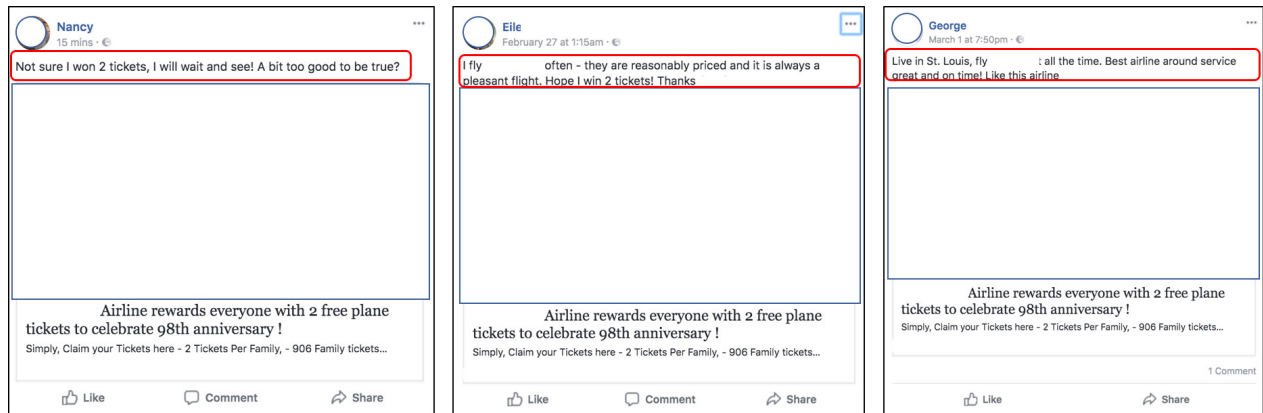 Nancy
15 mins ·
Not sure I won 2 tickets, I will wait and see! A bit too good to be true?
Airline rewards everyone with 2 free plane
tickets to celebrate 98th anniversary !
Simply, Claim your Tickets here - 2 Tickets Per Family, - 906 Family tickets...
Like Comment Share
Eile
February 27 at 1:15am ·
I fly often - they are reasonably priced and it is always a
pleasant flight. Hope I win 2 tickets! Thanks
Airline rewards everyone with 2 free plane
tickets to celebrate 98th anniversary !
Simply, Claim your Tickets here - 2 Tickets Per Family, - 906 Family tickets...
Like Comment Share
George
March 1 at 7:50pm ·
Live in St. Louis, fly t all the time. Best airline around service
great and on time! Like this airline
Airline rewards everyone with 2 free plane
tickets to celebrate 98th anniversary !
Simply, Claim your Tickets here - 2 Tickets Per Family, - 906 Family tickets...
1 Comment
Like Share